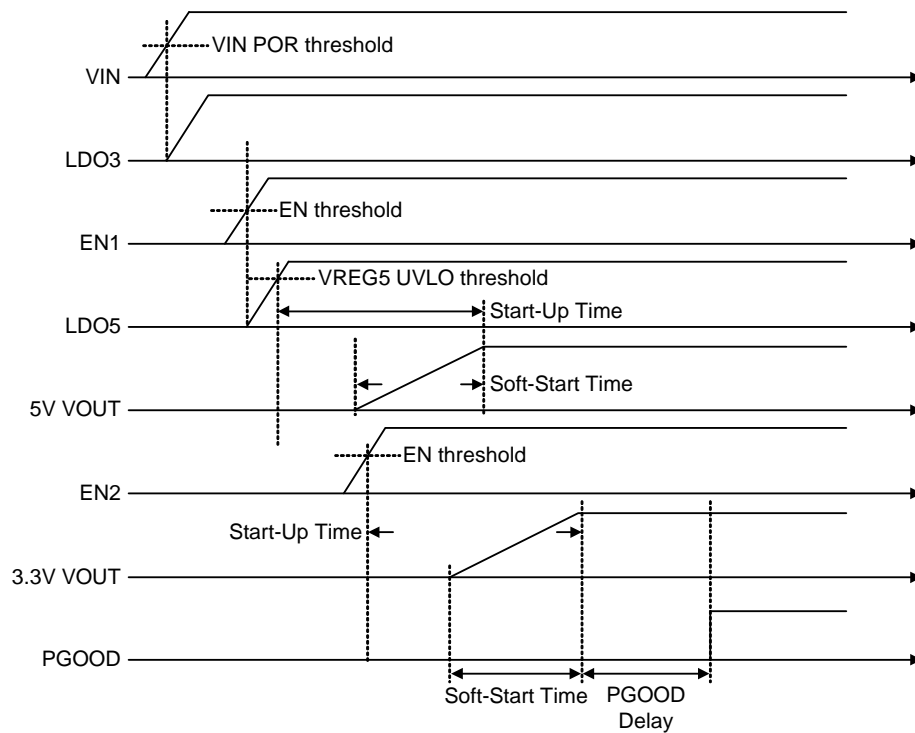 VIN POR threshold
VIN
LDO3
EN threshold
EN1
VREG5 UVLO threshold
Start-Up Time
LDO5
Soft-Start Time
5V VOUT
EN threshold
EN2
Start-Up Time
3.3V VOUT
PGOOD
Soft-Start Time
PGOOD
Delay